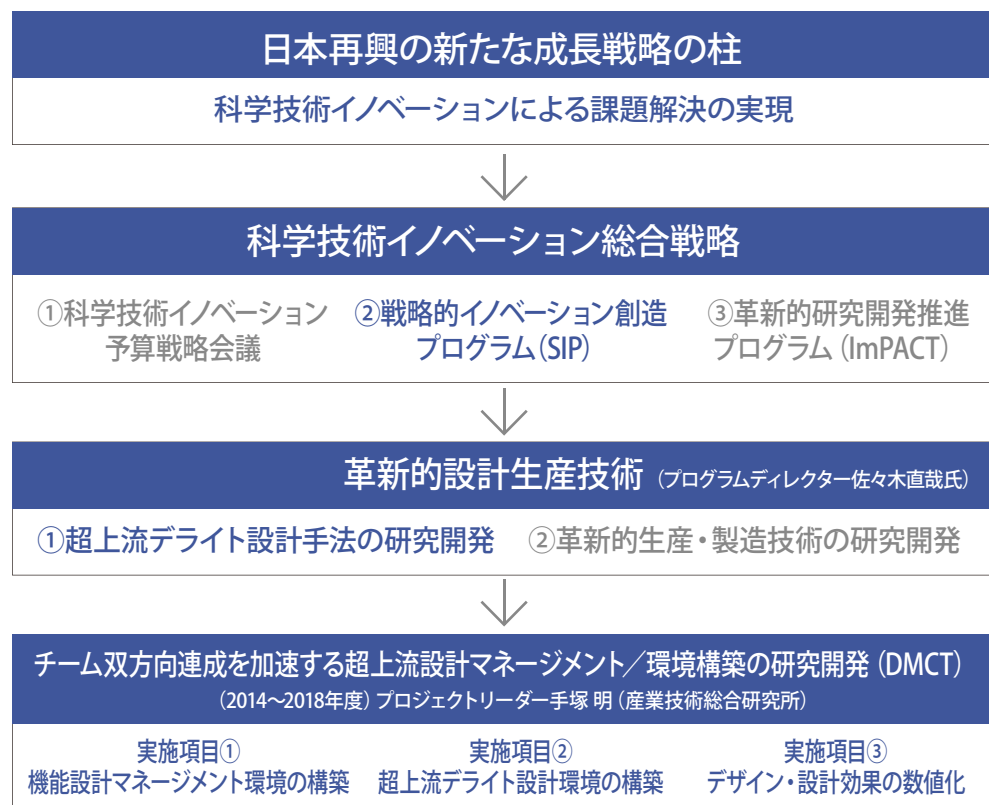 日本再興の新たな成長戦略の柱
科学技術イノベーションによる課題解決の実現
科学技術イノベーション総合戦略
①科学技術イノベーション
予算戦略会議
②戦略的イノベーション創造
プログラム(SIP)
③革新的研究開発推進
プログラム(ImPACT)
革新的設計生産技術(プログラムディレクター佐々木直哉氏)
①超上流デライト設計手法の研究開発 ②革新的生産・製造技術の研究開発
チーム双方向連成を加速する超上流設計マネージメント/環境構築の研究開発(DMCT)
(2014〜2018年度)プロジェクトリーダー手塚 明(産業技術総合研究所)
実施項目①
機能設計マネージメント環境の構築
実施項目②
超上流デライト設計環境の構築
実施項目③
デザイン・設計効果の数値化